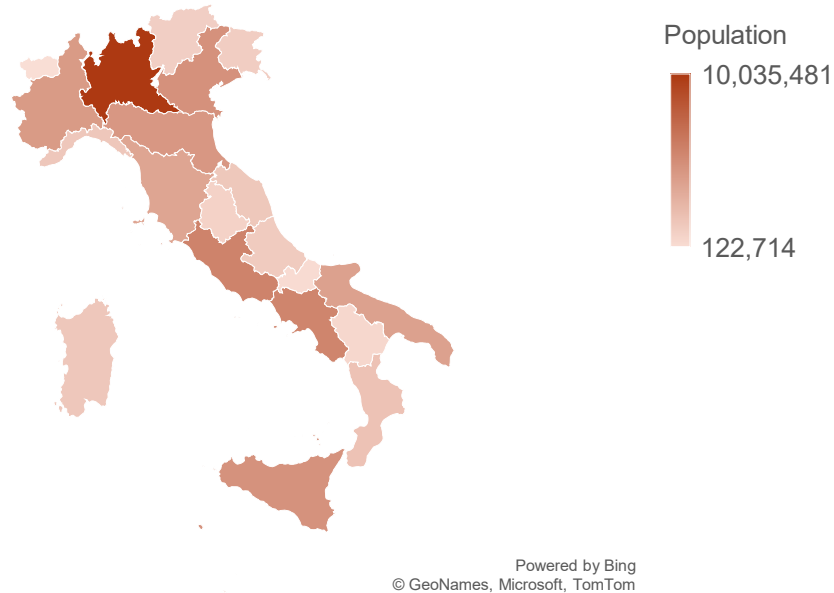 Population
10,035,481
122,714
Powered by Bing
© GeoNames, Microsoft, TomTom